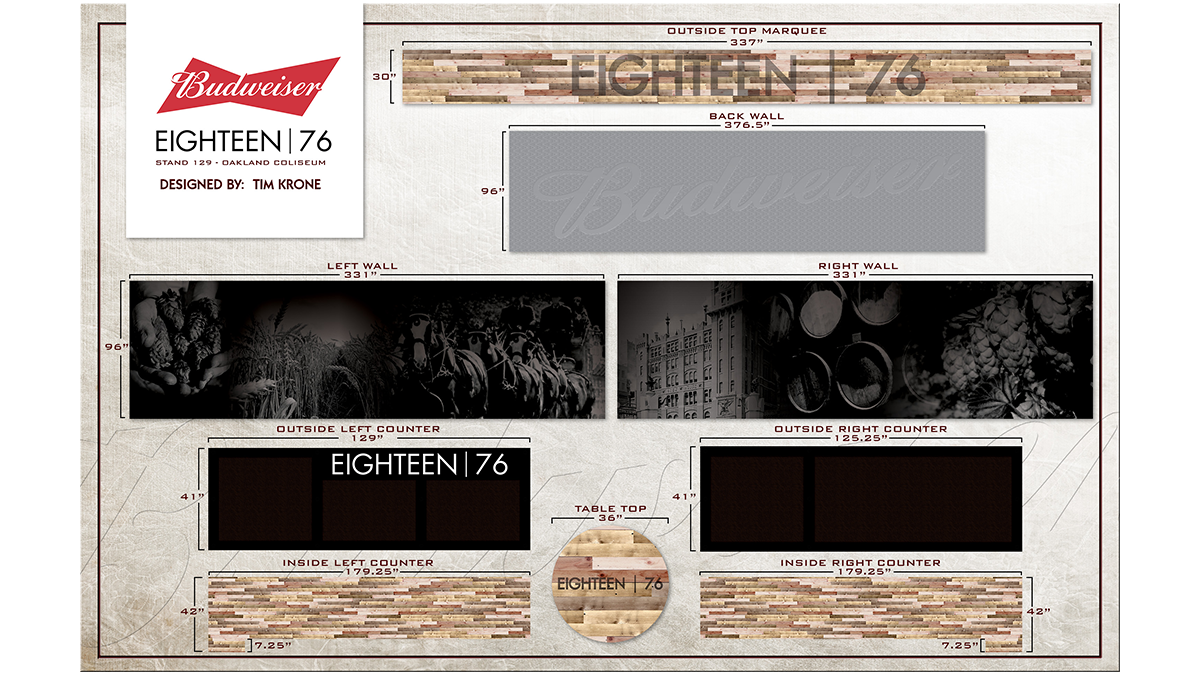 Budweiser
EIGHTEEN | 76
STAND 129 - OAKLAND COLISEUM
DESIGNED BY: TIM KRONE
OUTSIDE TOP MARQUEE
337”
30”
EIGHTEEN | 76
BACK WALL
376.5”
96”
Budweiser
LEFT WALL
331”
96”
RIGHT WALL
331”
OUTSIDE LEFT COUNTER
129”
41”
EIGHTEEN | 76
OUTSIDE RIGHT COUNTER
125.25”
41”
TABLE TOP
36”
EIGHTEEN | 76
INSIDE LEFT COUNTER
179.25”
42”
7.25”
INSIDE RIGHT COUNTER
179.25”
42”
7.25”